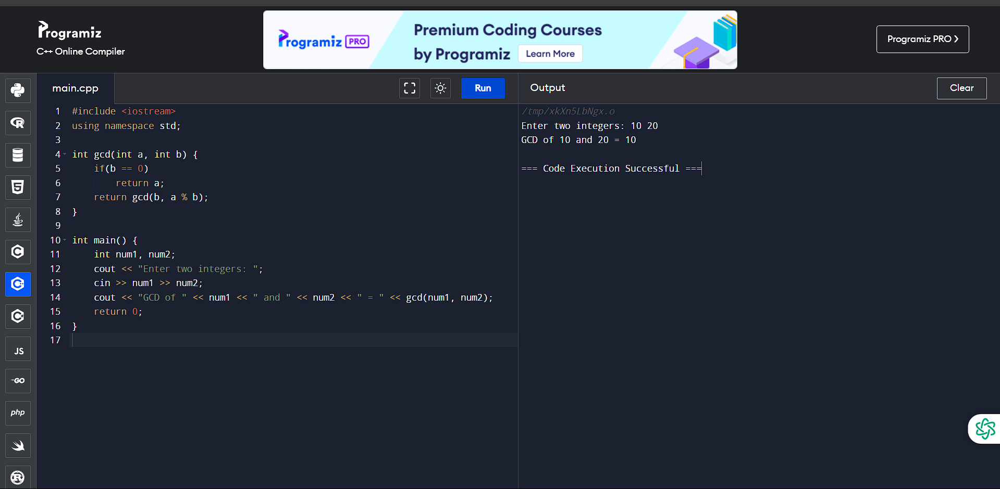 Programiz
C++ Online Compiler
Programiz PRO
Premium Coding Courses
by Programiz
Learn More
Programiz PRO ❯
main.cpp
Run
Output
Clear
1 #include <iostream>
2 using namespace std;
3
4 int gcd(int a, int b) {
5     if(b == 0)
6         return a;
7     return gcd(b, a % b);
8 }
9
10 int main() {
11     int num1, num2;
12     cout << "Enter two integers: ";
13     cin >> num1 >> num2;
14     cout << "GCD of " << num1 << " and " << num2 << " = " << gcd(num1, num2);
15     return 0;
16 }
17
/tmp/xkXn5LbNgx.o
Enter two integers: 10 20
GCD of 10 and 20 = 10
=== Code Execution Successful ===
R
5
C
C++
C#
JS
GO
php
R